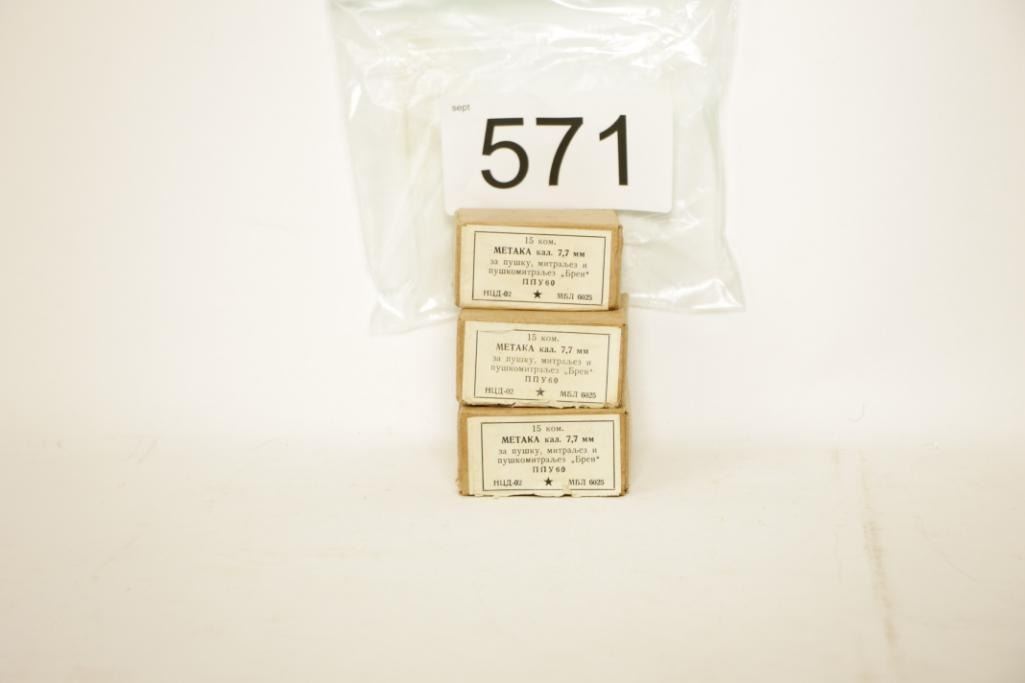 sept
571
15 ком.
МЕТАКА кал. 7,7 мм
за пушку, митраљез и
пушкомитраљез „Брен“
ППУ60
НЦД-02 ★ МБЛ 6025
15 ком.
МЕТАКА кал. 7,7 мм
за пушку, митраљез и
пушкомитраљез „Брен“
ППУ60
НЦД-02 ★ МБЛ 6025
15 ком.
МЕТАКА кал. 7,7 мм
за пушку, митраљез и
пушкомитраљез „Брен“
ППУ60
НЦД-02 ★ МБЛ 6025